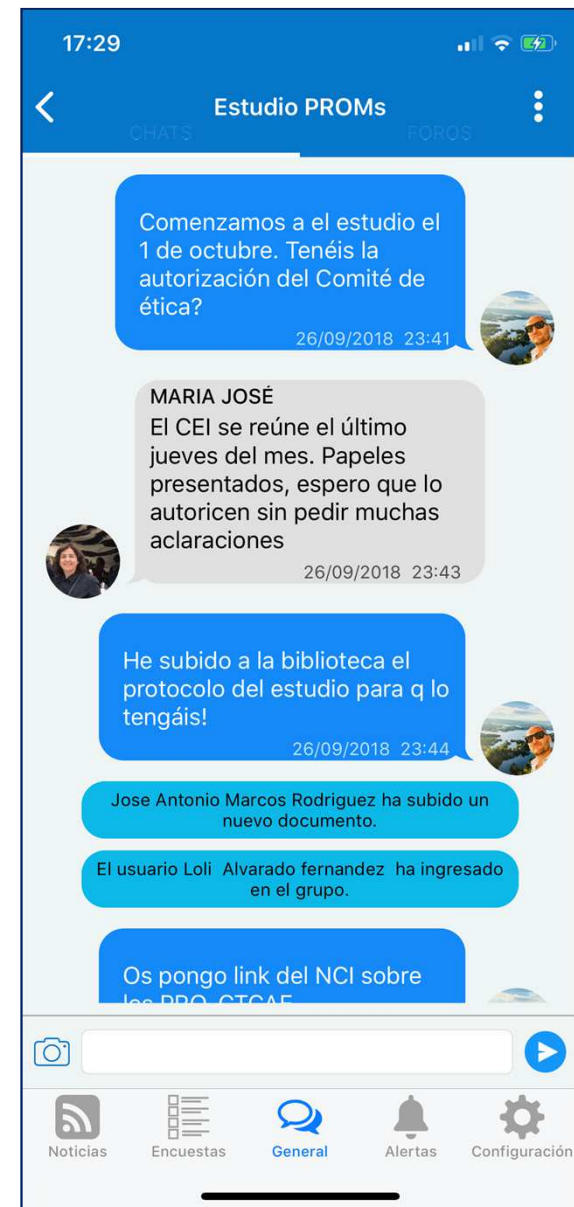 17:29
Estudio PROMs
CHATS
FOROS
Comenzamos a el estudio el
1 de octubre. Tenéis la
autorización del Comité de
ética?
26/09/2018 23:41
MARIA JOSÉ
El CEI se reúne el último
jueves del mes. Papeles
presentados, espero que lo
autoricen sin pedir muchas
aclaraciones
26/09/2018 23:43
He subido a la biblioteca el
protocolo del estudio para q lo
tengáis!
26/09/2018 23:44
Jose Antonio Marcos Rodriguez ha subido un
nuevo documento.
El usuario Loli Alvarado fernandez ha ingresado
en el grupo.
Os pongo link del NCI sobre
los PRO-CTCAE
Noticias
Encuestas
General
Alertas
Configuración